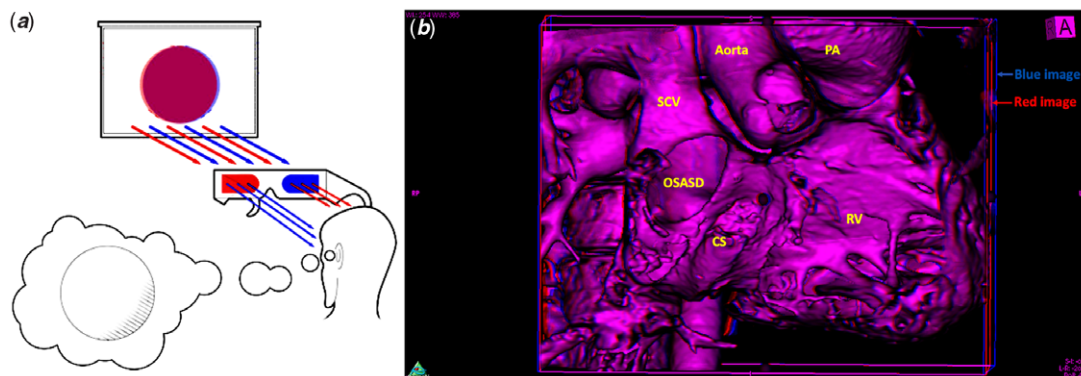 (a)
(b)
A
Aorta
PA
Blue image
Red image
SCV
OSASD
RV
CS